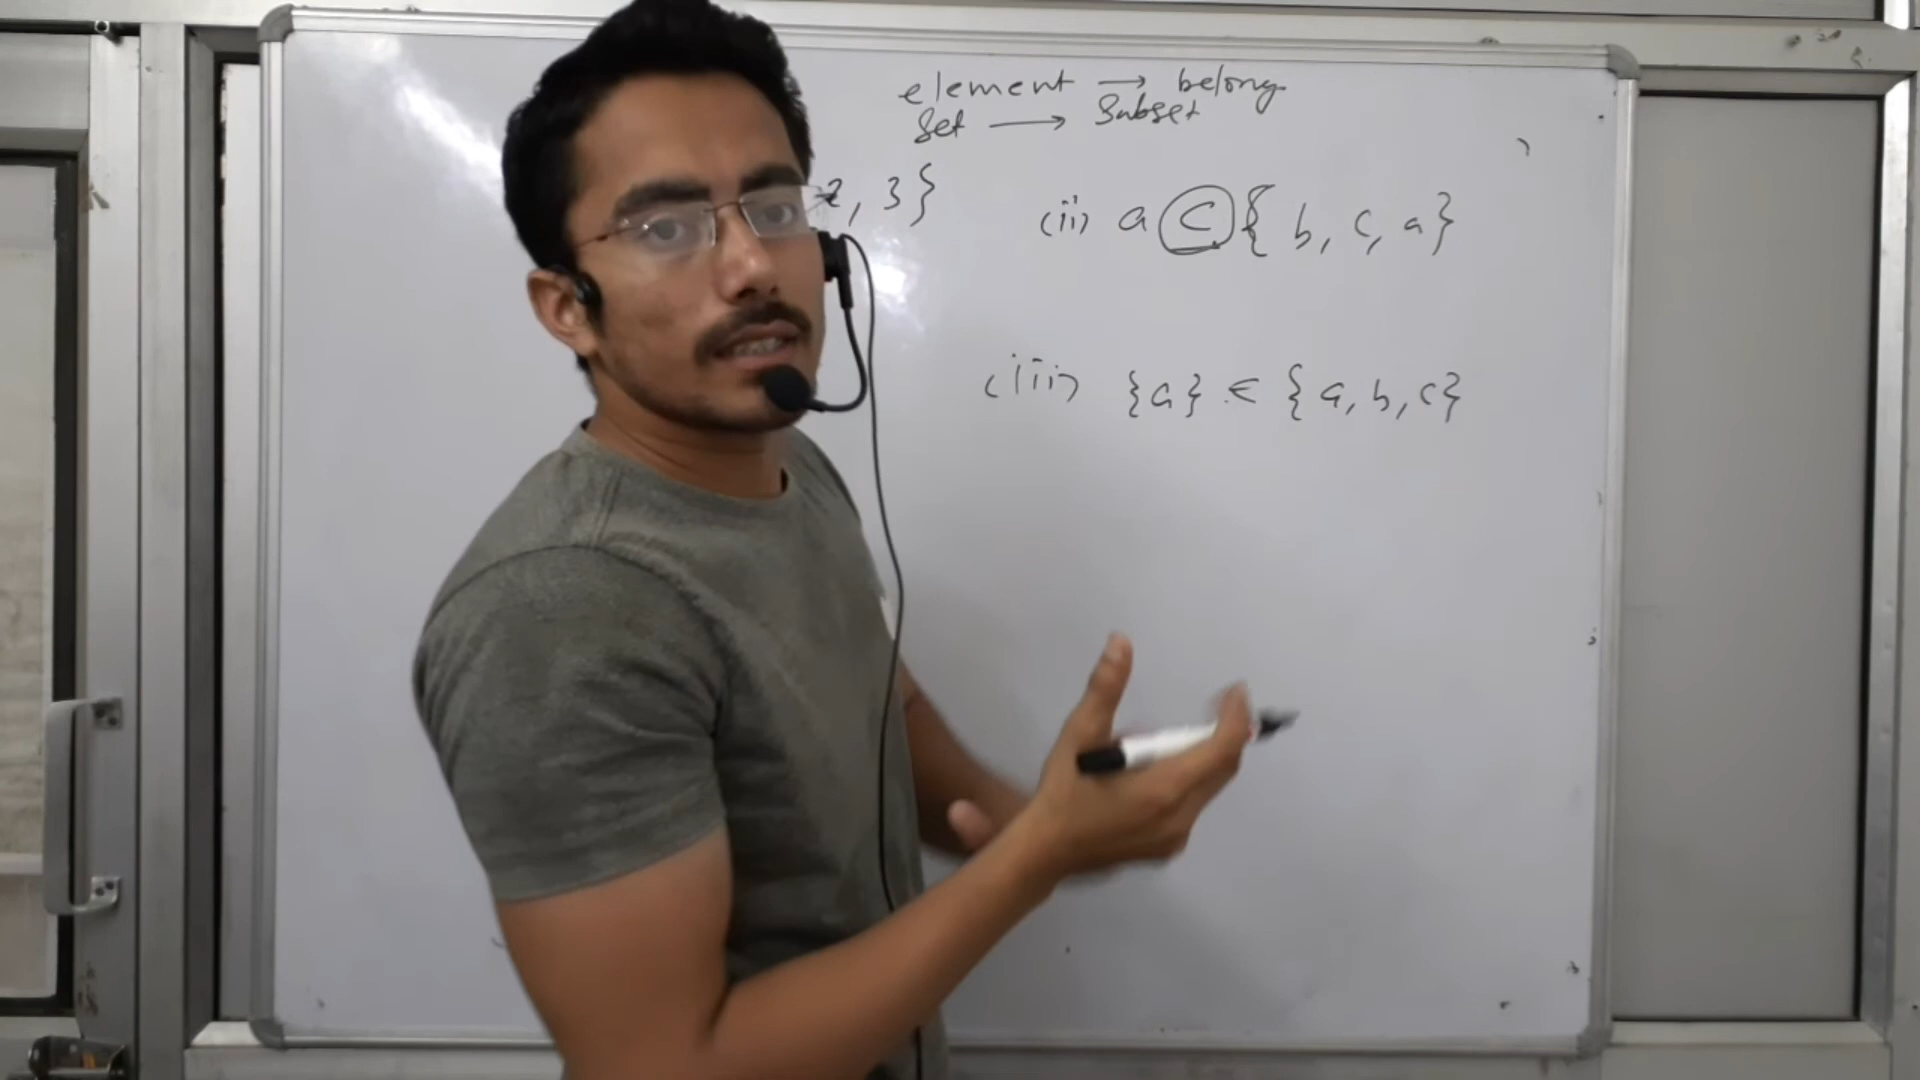 element → belong
Set → Subset
2, 3}
(ii) a ⊂ { b, c, a}
(iii) {a} ∈ { a, b, c}